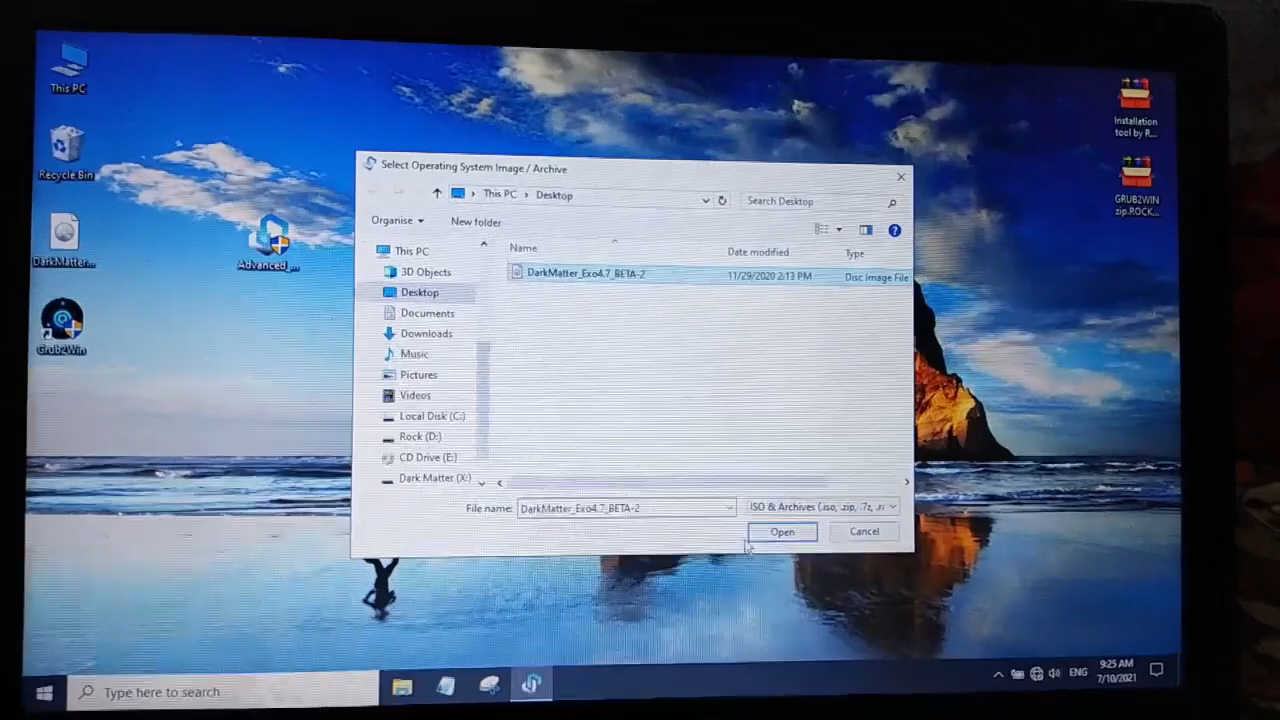 This PC
Recycle Bin
DarkMatter...
Grub2Win
Advanced_...
Installation
tool by R...
GRUB2WIN
zip.ROCK...
Select Operating System Image / Archive
This PC
Desktop
Search Desktop
Organise
New folder
Name
Date modified
Type
This PC
3D Objects
Desktop
Documents
Downloads
Music
Pictures
Videos
Local Disk (C:)
Rock (D:)
CD Drive (E:)
Dark Matter (X:)
DarkMatter_Exo4.7_BETA-2
11/29/2020 2:13 PM
Disc Image File
File name:
DarkMatter_Exo4.7_BETA-2
ISO & Archives (.iso, .zip, .7z, .ri
Open
Cancel
Type here to search
ENG
9:25 AM
7/10/2021